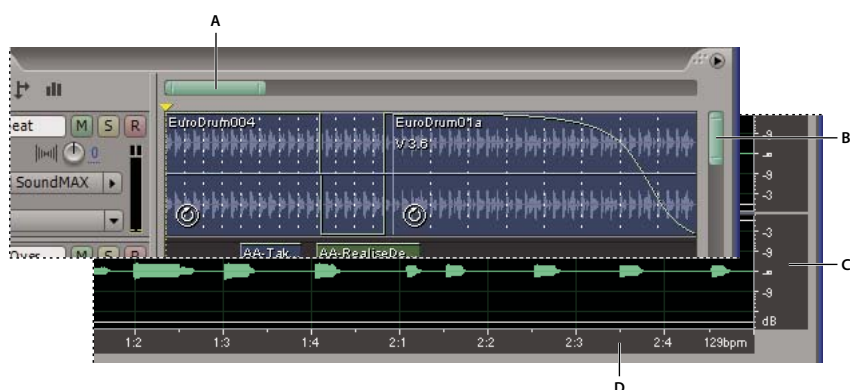 A
eat M S R
EuroDrum004 EuroDrum01a
V 3.6
0
SoundMAX
B
-9
-∞
-9
-3
-3
-9
-∞
-9
dB
C
Over M S R
AA-Tak... AA-RealiseDe...
1:2 1:3 1:4 2:1 2:2 2:3 2:4 129bpm
D